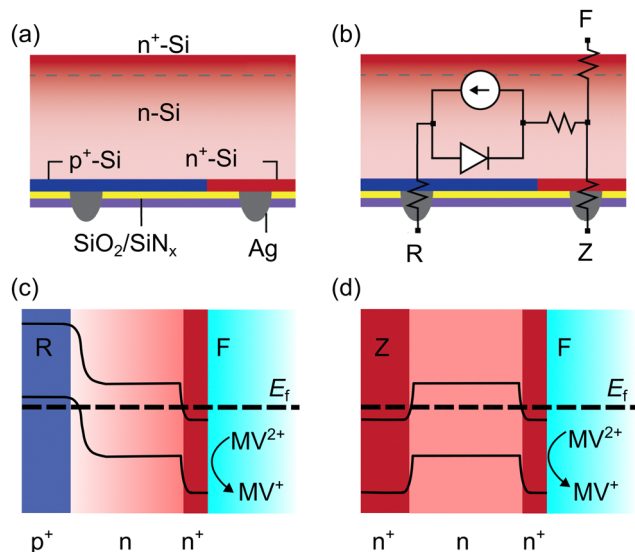 (a)
n⁺-Si
n-Si
p⁺-Si
n⁺-Si
SiO₂/SiNₓ
Ag
(b)
F
R
Z
(c)
R
F
E_f
MV²⁺
MV⁺
p⁺
n
n⁺
(d)
Z
F
E_f
MV²⁺
MV⁺
n⁺
n
n⁺